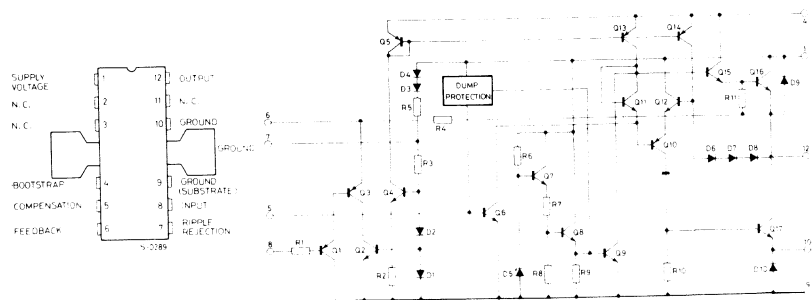 SUPPLY VOLTAGE
N.C.
N.C.
BOOTSTRAP
COMPENSATION
FEEDBACK
1
2
3
4
5
6
12
11
10
9
8
7
OUTPUT
N.C.
GROUND
GROUND
GROUND (SUBSTRATE)
INPUT
RIPPLE REJECTION
S-0289
6
7
5
8
R1
Q1
Q2
Q3
Q4
Q5
D4
D3
R5
R4
R3
D2
D1
R2
DUMP PROTECTION
Q6
R6
Q7
R7
Q8
D5
R8
R9
Q9
Q13
Q14
Q11
Q12
Q10
R10
Q15
Q16
R11
D9
D6
D7
D8
Q17
D10
4
12
10